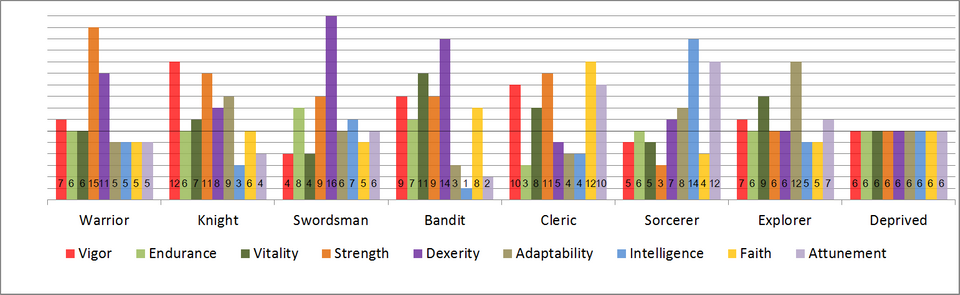 7 6 6 15 11 5 5 5 5 12 6 7 11 8 9 3 6 4 4 8 4 9 16 6 7 5 6 9 7 11 9 14 3 1 8 2 10 3 8 11 5 4 4 12 10 5 6 5 3 7 8 14 4 12 7 6 9 6 6 12 5 5 7 6 6 6 6 6 6 6 6 6
Warrior Knight Swordsman Bandit Cleric Sorcerer Explorer Deprived
Vigor Endurance Vitality Strength Dexerity Adaptability Intelligence Faith Attunement